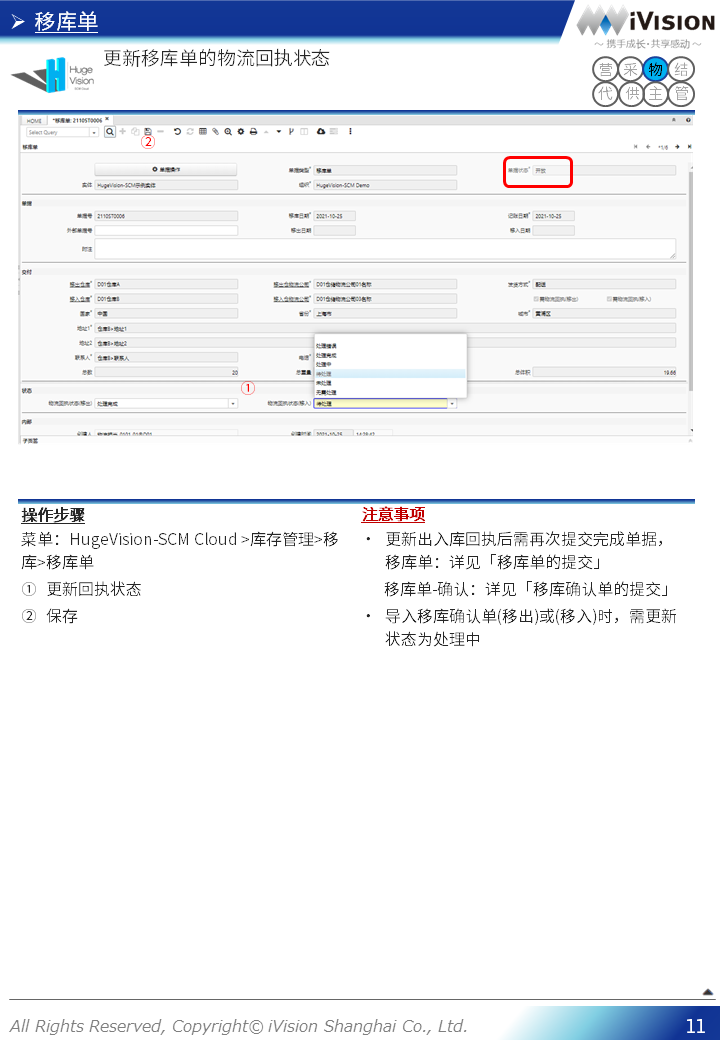 移库单
iVISION
～ 携手成长·共享感动 ～
更新移库单的物流回执状态
Huge Vision
SCM Cloud
营 采 物 结
代 供 主 管
HOME *移库单: 2110ST0006
Select Query
②
移库单
单据操作 单据类型* 移库单 单据状态* 开放
实体 HugeVision-SCM示例实体 组织* HugeVision-SCM Demo
单据
单据号 2110ST0006 移库日期* 2021-10-25 记账日期* 2021-10-25
外部单据号 移出日期 移入日期
附注
交付
移出仓库* D01仓库A 移出仓物流公司* D01仓储物流公司01名称 发货方式* 配送
移入仓库* D01仓库B 移入仓物流公司* D01仓储物流公司03名称 需物流回执(移出) 需物流回执(移入)
国家* 中国 省份* 上海市 城市* 黄浦区
地址1* 仓库B>地址1
地址2 仓库B>地址2
联系人* 仓库B>联系人 电话*
总数 20 总重量 总体积 19.66
处理错误
处理完成
处理中
待处理
未处理
无需处理
①
状态
物流回执状态(移出) 处理完成 物流回执状态(移入) 待处理
内部
子页签
操作步骤
菜单：HugeVision-SCM Cloud >库存管理>移
库>移库单
① 更新回执状态
② 保存
注意事项
• 更新出入库回执后需再次提交完成单据，
移库单：详见「移库单的提交」
移库单-确认：详见「移库确认单的提交」
• 导入移库确认单(移出)或(移入)时，需更新
状态为处理中
All Rights Reserved, Copyright© iVision Shanghai Co., Ltd.
11